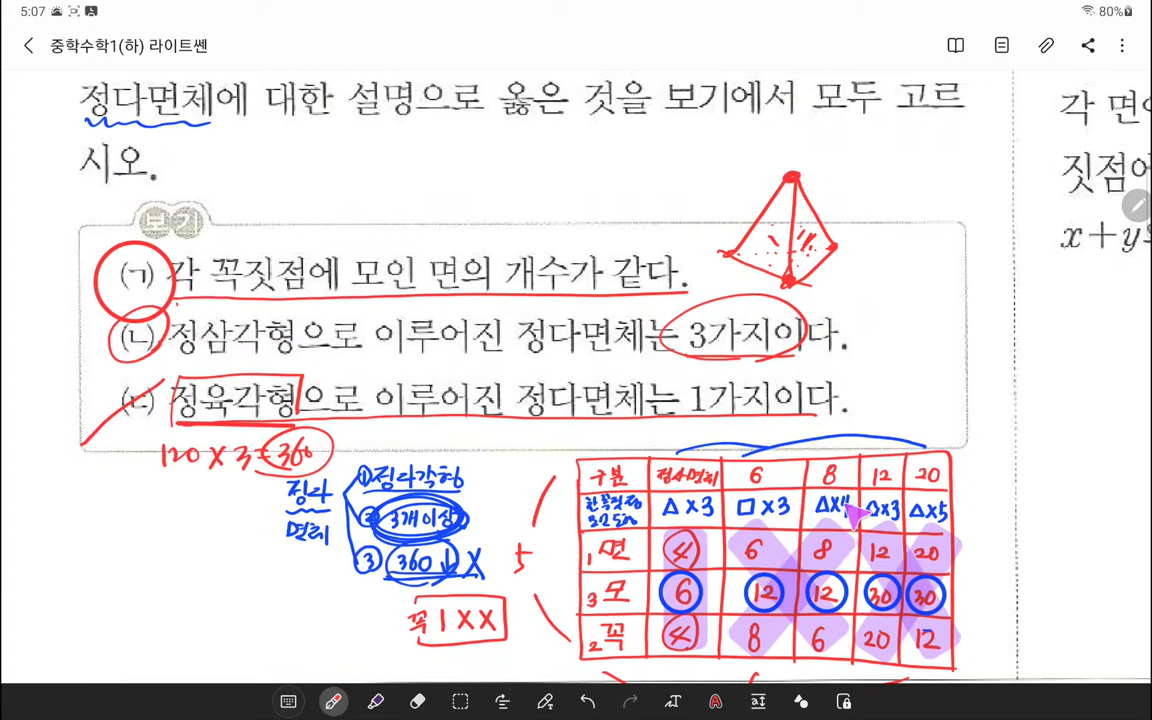 5:07 80%
중학수학1(하) 라이트쎈
정다면체에 대한 설명으로 옳은 것을 보기에서 모두 고르
시오.
보기
(ㄱ) 각 꼭짓점에 모인 면의 개수가 같다.
(ㄴ) 정삼각형으로 이루어진 정다면체는 3가지이다.
(ㄷ) 정육각형으로 이루어진 정다면체는 1가지이다.
120 X 3 = 360
정다
면체
① 정다각형
② 3개이상
③ 360↓ X
꼭 1 X X
5
구분 정사면체 6 8 12 20
한 꼭짓점 △×3 □×3 △×4 ×3 △×5
1면 4 6 8 12 20
3모 6 12 12 30 30
2꼭 4 8 6 20 12
각 면
짓점에
x+y